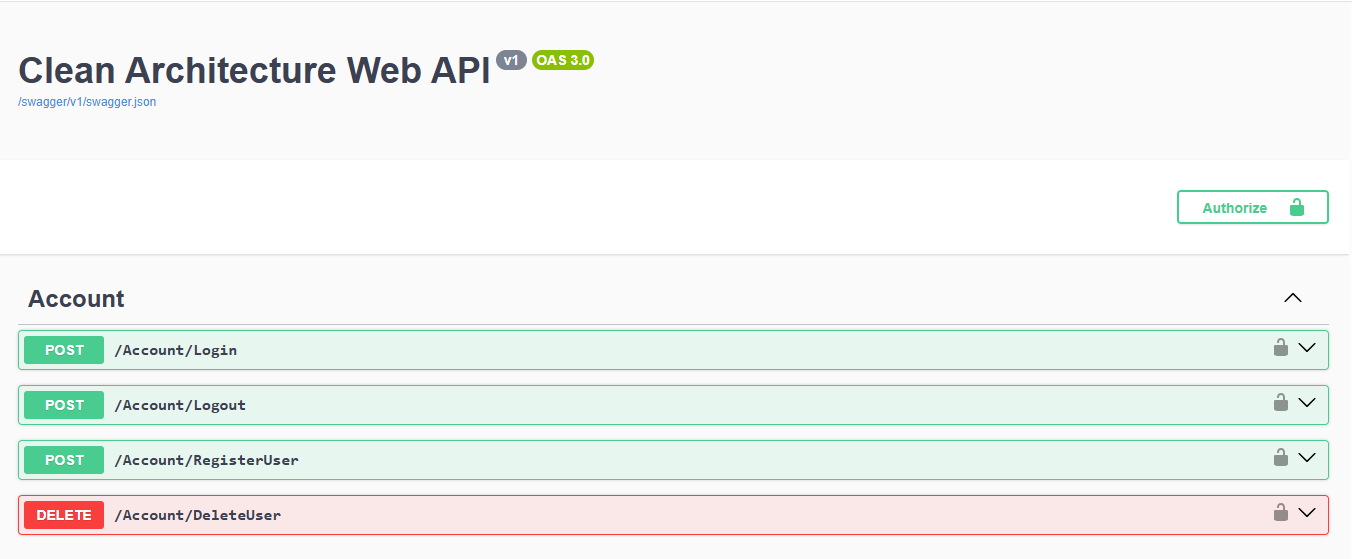 Clean Architecture Web API v1 OAS 3.0
/swagger/v1/swagger.json
Authorize
Account
POST /Account/Login
POST /Account/Logout
POST /Account/RegisterUser
DELETE /Account/DeleteUser